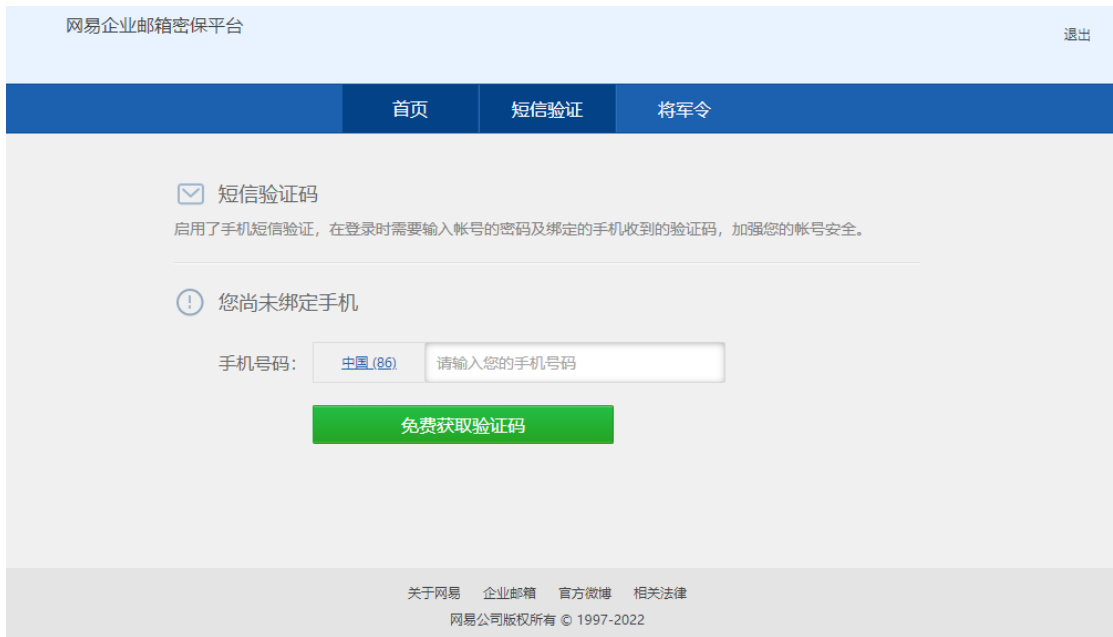 网易企业邮箱密保平台
退出
首页 短信验证 将军令
短信验证码
启用了手机短信验证，在登录时需要输入帐号的密码及绑定的手机收到的验证码，加强您的帐号安全。
您尚未绑定手机
手机号码： 中国 (86) 请输入您的手机号码
免费获取验证码
关于网易 企业邮箱 官方微博 相关法律
网易公司版权所有 © 1997-2022